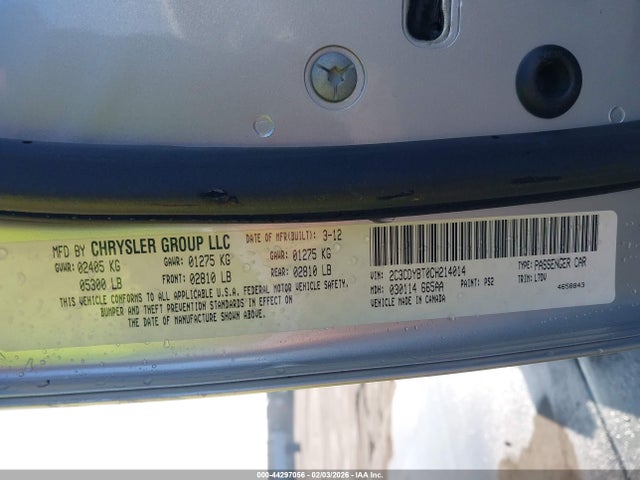 MFD BY CHRYSLER GROUP LLC DATE OF MFR(BUILT): 3-12
GVWR: 02405 KG GAWR: 01275 KG GAWR: 01275 KG
05300 LB FRONT: 02810 LB REAR: 02810 LB
THIS VEHICLE CONFORMS TO ALL APPLICABLE U.S.A. FEDERAL MOTOR VEHICLE SAFETY,
BUMPER AND THEFT PREVENTION STANDARDS IN EFFECT ON
THE DATE OF MANUFACTURE SHOWN ABOVE.
VIN: 2C3CDYBT0CH214014 TYPE: PASSENGER CAR
MDH: 030114 665AA PAINT: PS2 TRIM: L7DV
VEHICLE MADE IN CANADA 4658843
000-44297056 - 02/03/2026 - IAAI.COM